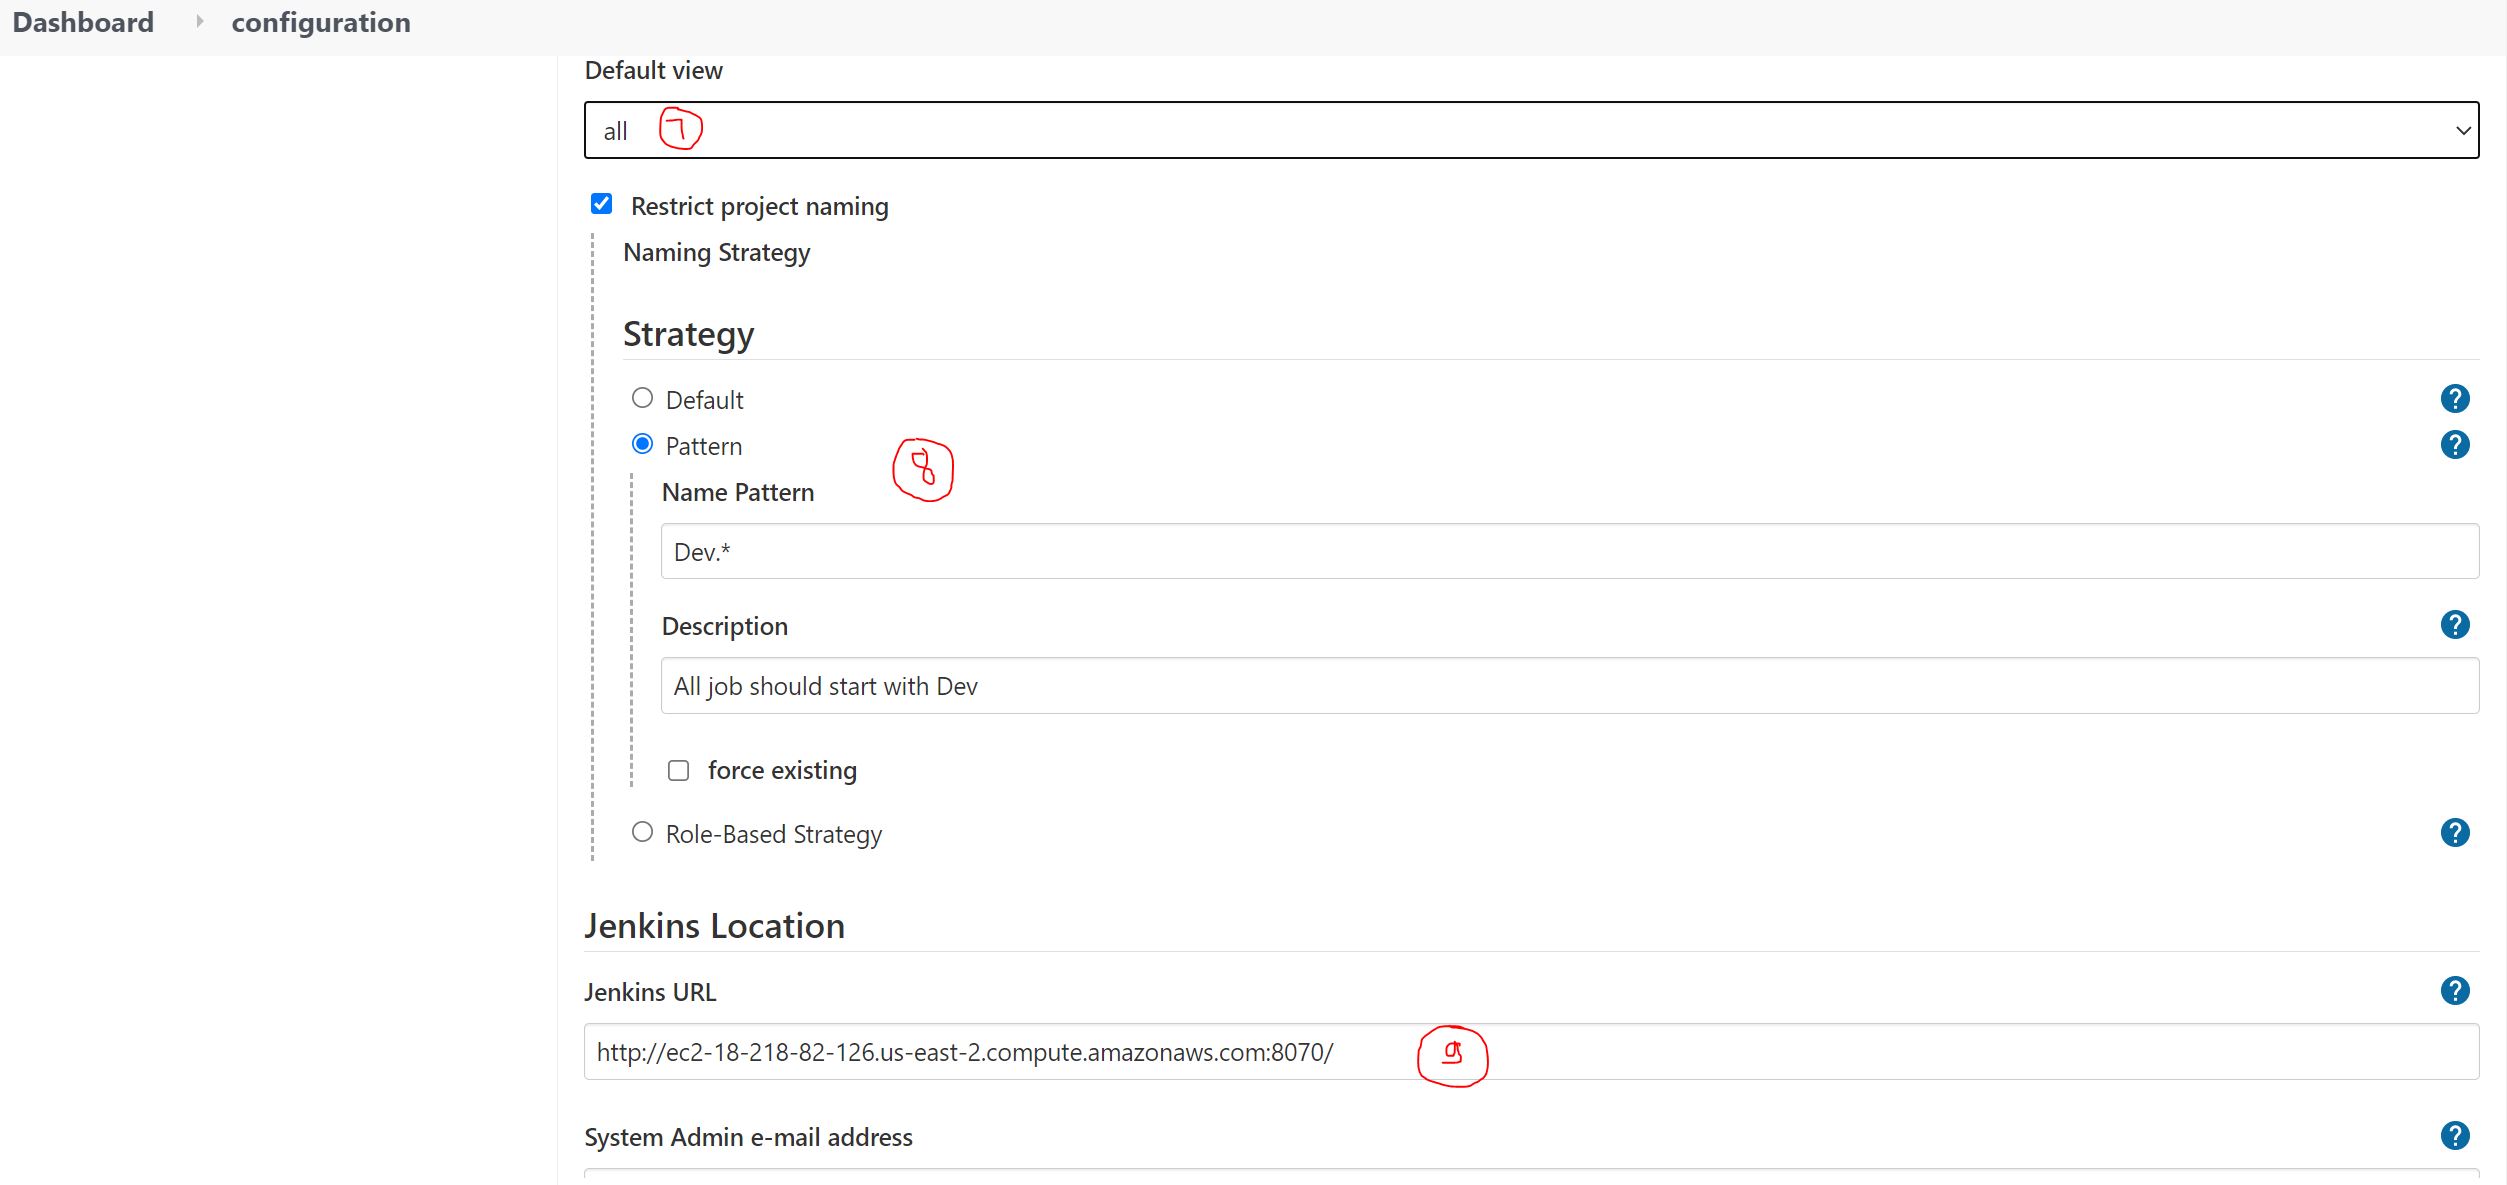 Dashboard configuration
Default view
all 7
Restrict project naming
Naming Strategy
Strategy
Default
Pattern
8
Name Pattern
Dev.*
Description
All job should start with Dev
force existing
Role-Based Strategy
Jenkins Location
Jenkins URL
http://ec2-18-218-82-126.us-east-2.compute.amazonaws.com:8070/ 9
System Admin e-mail address